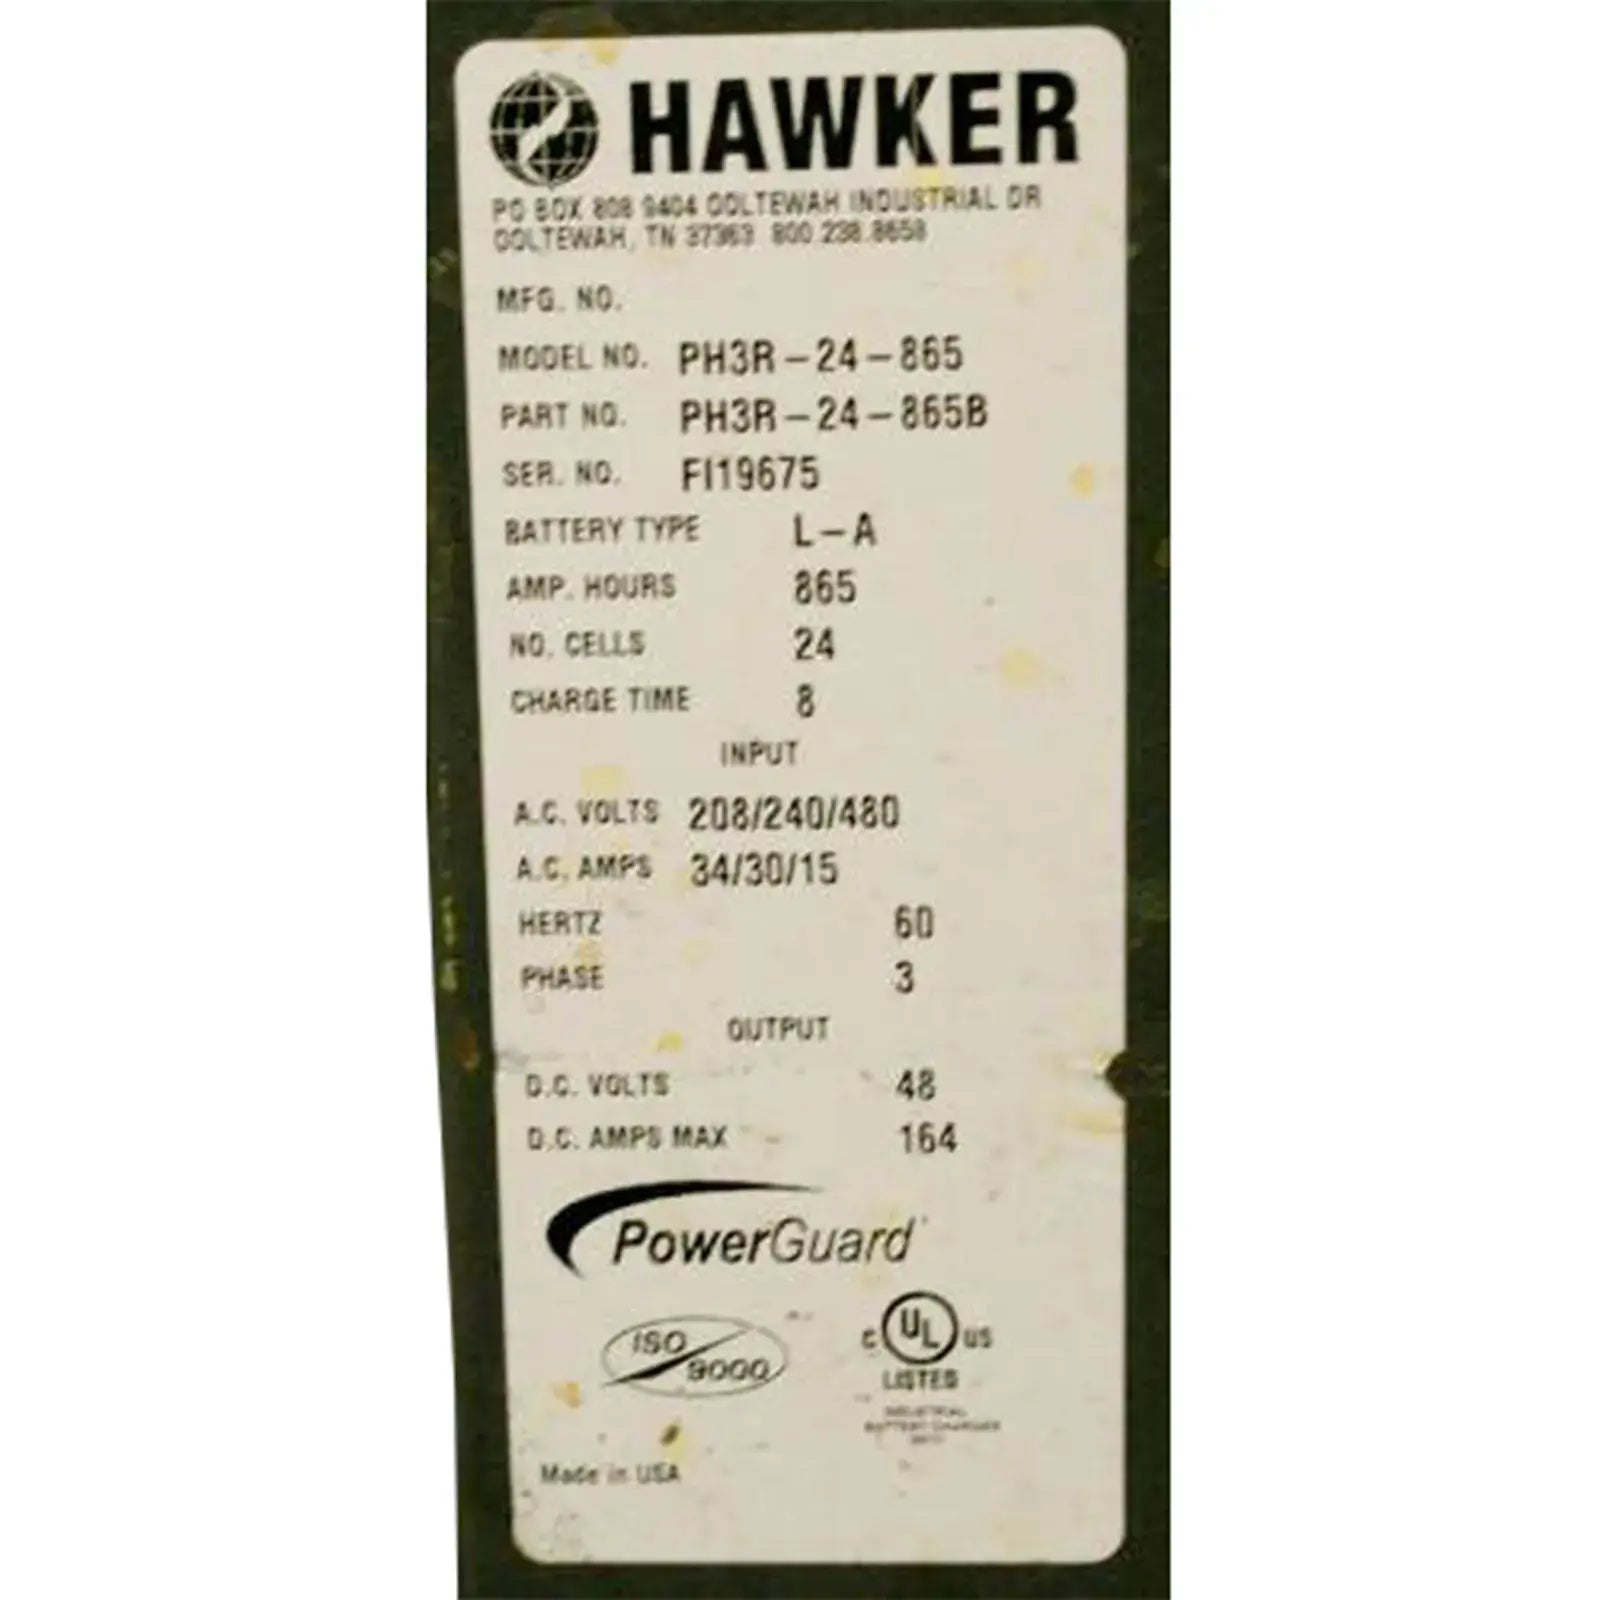 HAWKER
PO BOX 808 9404 OOLTEWAH INDUSTRIAL DR
OOLTEWAH, TN 37363 800.238.8658
MFG. NO.
MODEL NO. PH3R-24-865
PART NO. PH3R-24-865B
SER. NO. FI19675
BATTERY TYPE L-A
AMP. HOURS 865
NO. CELLS 24
CHARGE TIME 8
INPUT
A.C. VOLTS 208/240/480
A.C. AMPS 34/30/15
HERTZ 60
PHASE 3
OUTPUT
D.C. VOLTS 48
D.C. AMPS MAX 164
PowerGuard
ISO 9000
C UL US
LISTED
INDUSTRIAL
BATTERY CHARGER
Made in USA